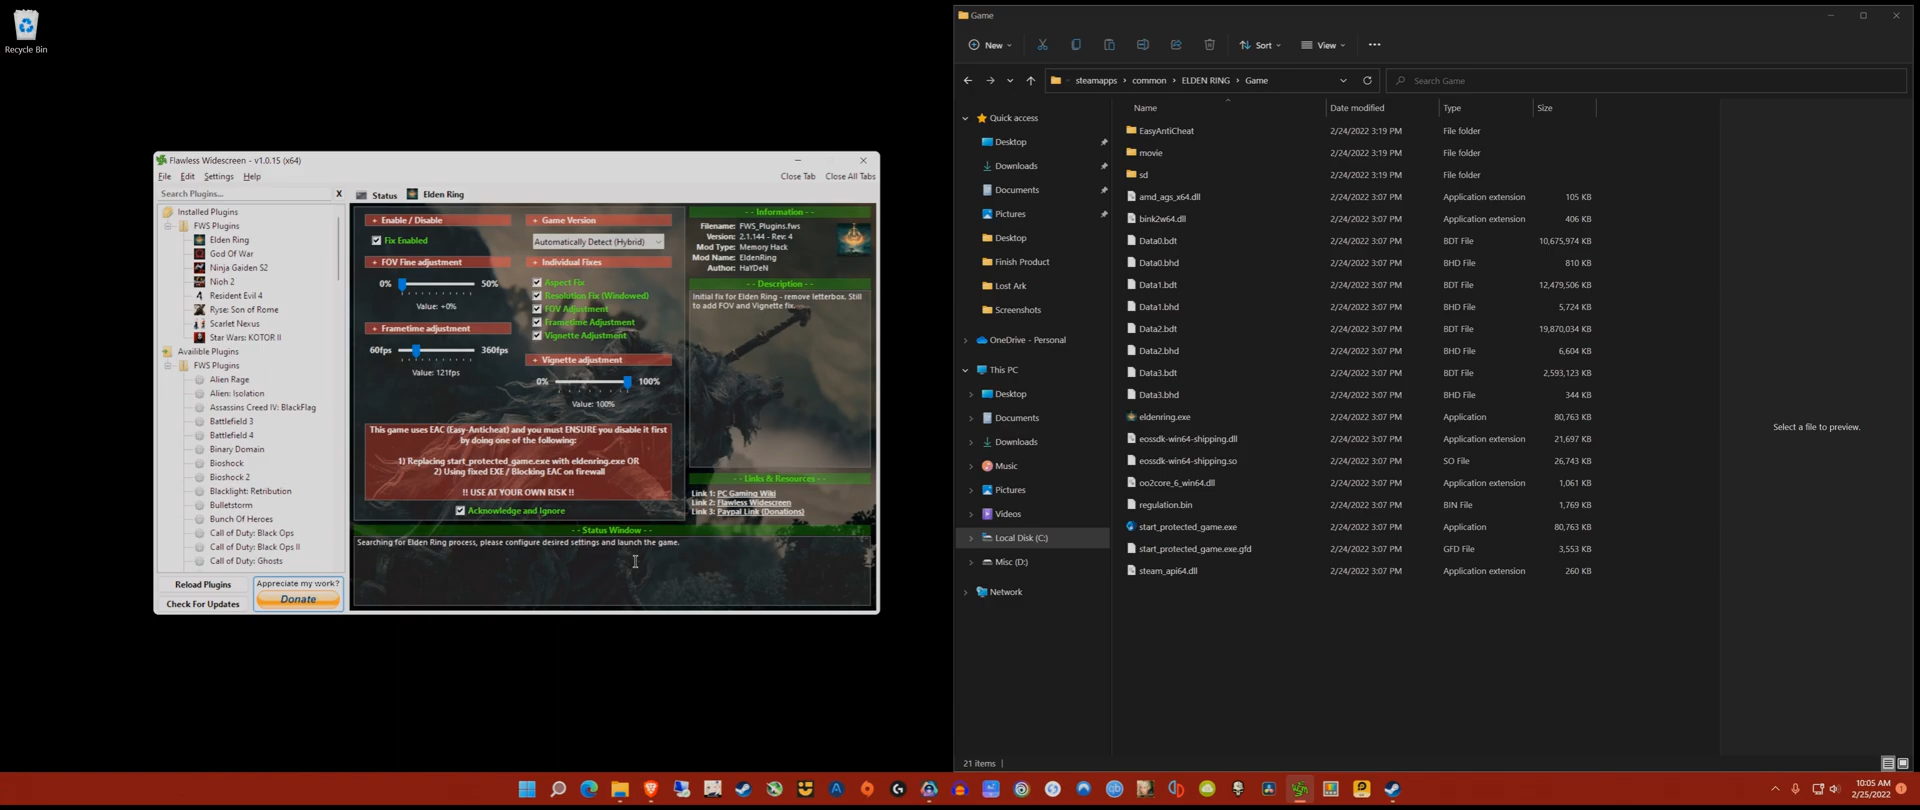 Recycle Bin
Flawless Widescreen - v1.0.15 (x64)
File Edit Settings Help
Close Tab Close All Tabs
Search Plugins... X
Installed Plugins
FWS Plugins
Elden Ring
God Of War
Ninja Gaiden S2
Nioh 2
Resident Evil 4
Ryse: Son of Rome
Scarlet Nexus
Star Wars: KOTOR II
Available Plugins
FWS Plugins
Alien Rage
Alien: Isolation
Assassins Creed IV: BlackFlag
Battlefield 3
Battlefield 4
Binary Domain
Bioshock
Bioshock 2
Blacklight: Retribution
Bulletstorm
Bunch Of Heroes
Call of Duty: Black Ops
Call of Duty: Black Ops II
Call of Duty: Ghosts
Reload Plugins
Check For Updates
Appreciate my work?
Donate
Status Elden Ring
+ Enable / Disable
Fix Enabled
+ FOV Fine adjustment
0% 50%
Value: +0%
+ Frametime adjustment
60fps 360fps
Value: 121fps
+ Game Version
Automatically Detect (Hybrid)
+ Individual Fixes
Aspect Fix
Resolution Fix (Windowed)
FOV Adjustment
Frametime Adjustment
Vignette Adjustment
+ Vignette adjustment
0% 100%
Value: 100%
This game uses EAC (Easy-Anticheat) and you must ENSURE you disable it first
by doing one of the following:
1) Replacing start_protected_game.exe with eldenring.exe OR
2) Using fixed EXE / Blocking EAC on firewall
!! USE AT YOUR OWN RISK !!
Acknowledge and Ignore
- - Information - -
Filename: FWS_Plugins.fws
Version: 2.1.144 - Rev: 4
Mod Type: Memory Hack
Mod Name: EldenRing
Author: HaYDeN
- - Description - -
Initial fix for Elden Ring - remove letterbox. Still
to add FOV and Vignette fix.
- - Links & Resources - -
Link 1: PC Gaming Wiki
Link 2: Flawless Widescreen
Link 3: Paypal Link (Donations)
- - Status Window - -
Searching for Elden Ring process, please configure desired settings and launch the game.
Game
New Sort View
steamapps > common > ELDEN RING > Game
Search Game
Quick access
Desktop
Downloads
Documents
Pictures
Desktop
Finish Product
Lost Ark
Screenshots
OneDrive - Personal
This PC
Desktop
Documents
Downloads
Music
Pictures
Videos
Local Disk (C:)
Misc (D:)
Network
Name Date modified Type Size
EasyAntiCheat 2/24/2022 3:19 PM File folder
movie 2/24/2022 3:19 PM File folder
sd 2/24/2022 3:19 PM File folder
amd_ags_x64.dll 2/24/2022 3:07 PM Application extension 105 KB
bink2w64.dll 2/24/2022 3:07 PM Application extension 406 KB
Data0.bdt 2/24/2022 3:07 PM BDT File 10,675,974 KB
Data0.bhd 2/24/2022 3:07 PM BHD File 810 KB
Data1.bdt 2/24/2022 3:07 PM BDT File 12,479,506 KB
Data1.bhd 2/24/2022 3:07 PM BHD File 5,724 KB
Data2.bdt 2/24/2022 3:07 PM BDT File 19,870,034 KB
Data2.bhd 2/24/2022 3:07 PM BHD File 6,604 KB
Data3.bdt 2/24/2022 3:07 PM BDT File 2,593,123 KB
Data3.bhd 2/24/2022 3:07 PM BHD File 344 KB
eldenring.exe 2/24/2022 3:07 PM Application 80,763 KB
eossdk-win64-shipping.dll 2/24/2022 3:07 PM Application extension 21,697 KB
eossdk-win64-shipping.so 2/24/2022 3:07 PM SO File 26,743 KB
oo2core_6_win64.dll 2/24/2022 3:07 PM Application extension 1,061 KB
regulation.bin 2/24/2022 3:07 PM BIN File 1,769 KB
start_protected_game.exe 2/24/2022 3:07 PM Application 80,763 KB
start_protected_game.exe.gfd 2/24/2022 3:07 PM GFD File 3,553 KB
steam_api64.dll 2/24/2022 3:07 PM Application extension 260 KB
Select a file to preview.
21 items
10:05 AM
2/25/2022